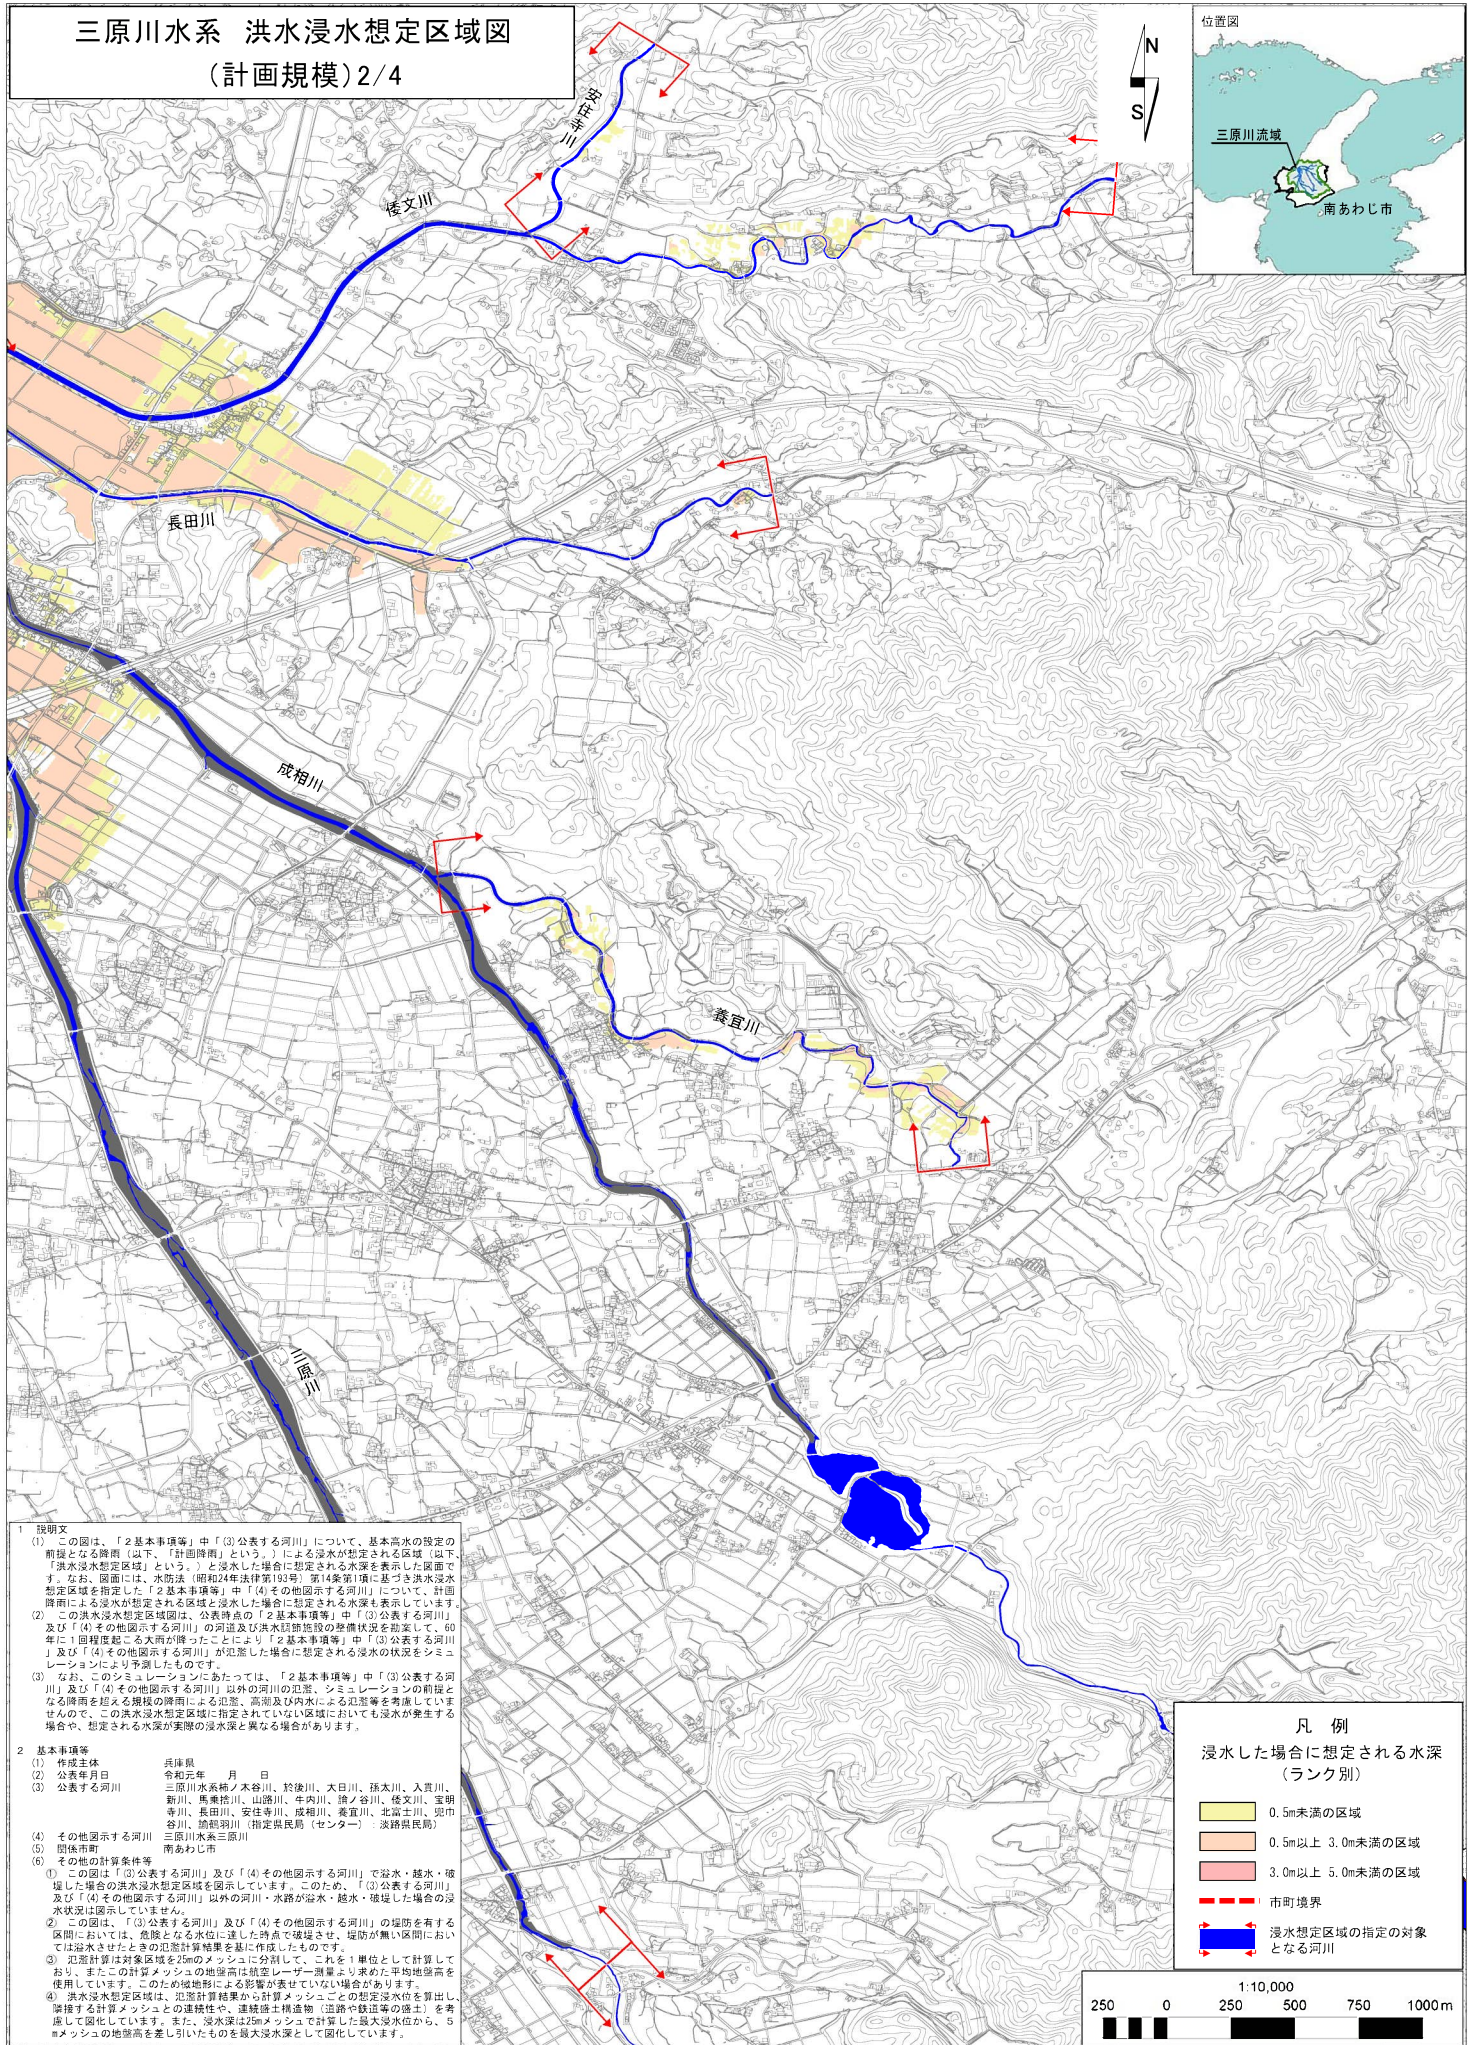 三原川水系 洪水浸水想定区域図
(計画規模)2/4
N
S
位置図
三原川流域
南あわじ市
安住寺川
倭文川
長田川
成相川
養宜川
三原川
1 説明文
(1) この図は、「2基本事項等」中「(3)公表する河川」について、基本高水の設定の
前提となる降雨（以下、「計画降雨」という。）による浸水が想定される区域（以下、
「洪水浸水想定区域」という。）と浸水した場合に想定される水深を表示した図面で
す。なお、図面には、水防法（昭和24年法律第193号）第14条第1項に基づき洪水浸水
想定区域を指定した「2基本事項等」中「(4)その他図示する河川」について、計画
降雨による浸水が想定される区域と浸水した場合に想定される水深も表示しています。
(2) この洪水浸水想定区域図は、公表時点の「2基本事項等」中「(3)公表する河川」
及び「(4)その他図示する河川」の河道及び洪水調節施設の整備状況を勘案して、60
年に1回程度起こる大雨が降ったことにより「2基本事項等」中「(3)公表する河川
」及び「(4)その他図示する河川」が氾濫した場合に想定される浸水の状況をシミュ
レーションにより予測したものです。
(3) なお、このシミュレーションにあたっては、「2基本事項等」中「(3)公表する河
川」及び「(4)その他図示する河川」以外の河川の氾濫、シミュレーションの前提と
なる降雨を超える規模の降雨による氾濫、高潮及び内水による氾濫等を考慮していま
せんので、この洪水浸水想定区域に指定されていない区域においても浸水が発生する
場合や、想定される水深が実際の浸水深と異なる場合があります。
2 基本事項等
(1) 作成主体 兵庫県
(2) 公表年月日 令和元年 月 日
(3) 公表する河川 三原川水系柿ノ木谷川、於後川、大日川、孫太川、入貫川、
新川、馬乗捨川、山路川、牛内川、諭ノ谷川、倭文川、宝明
寺川、長田川、安住寺川、成相川、養宜川、北富士川、兜巾
谷川、諭鶴羽川（指定県民局（センター）：淡路県民局）
(4) その他図示する河川 三原川水系三原川
(5) 関係市町 南あわじ市
(6) その他の計算条件等
① この図は「(3)公表する河川」及び「(4)その他図示する河川」で溢水・越水・破
堤した場合の洪水浸水想定区域を図示しています。このため、「(3)公表する河川」
及び「(4)その他図示する河川」以外の河川・水路が溢水・越水・破堤した場合の浸
水状況は図示していません。
② この図は、「(3)公表する河川」及び「(4)その他図示する河川」の堤防を有する
区間においては、危険となる水位に達した時点で破堤させ、堤防が無い区間におい
ては溢水させたときの氾濫計算結果を基に作成したものです。
③ 氾濫計算は対象区域を25mのメッシュに分割して、これを1単位として計算して
おり、またこの計算メッシュの地盤高は航空レーザー測量より求めた平均地盤高を
使用しています。このため微地形による影響が表せていない場合があります。
④ 洪水浸水想定区域は、氾濫計算結果から計算メッシュごとの想定浸水位を算出し、
隣接する計算メッシュとの連続性や、連続盛土構造物（道路や鉄道等の盛土）を考
慮して図化しています。また、浸水深は25mメッシュで計算した最大浸水位から、5
mメッシュの地盤高を差し引いたものを最大浸水深として図化しています。
凡 例
浸水した場合に想定される水深
(ランク別)
0.5m未満の区域
0.5m以上 3.0m未満の区域
3.0m以上 5.0m未満の区域
市町境界
浸水想定区域の指定の対象
となる河川
1:10,000
250 0 250 500 750 1000m